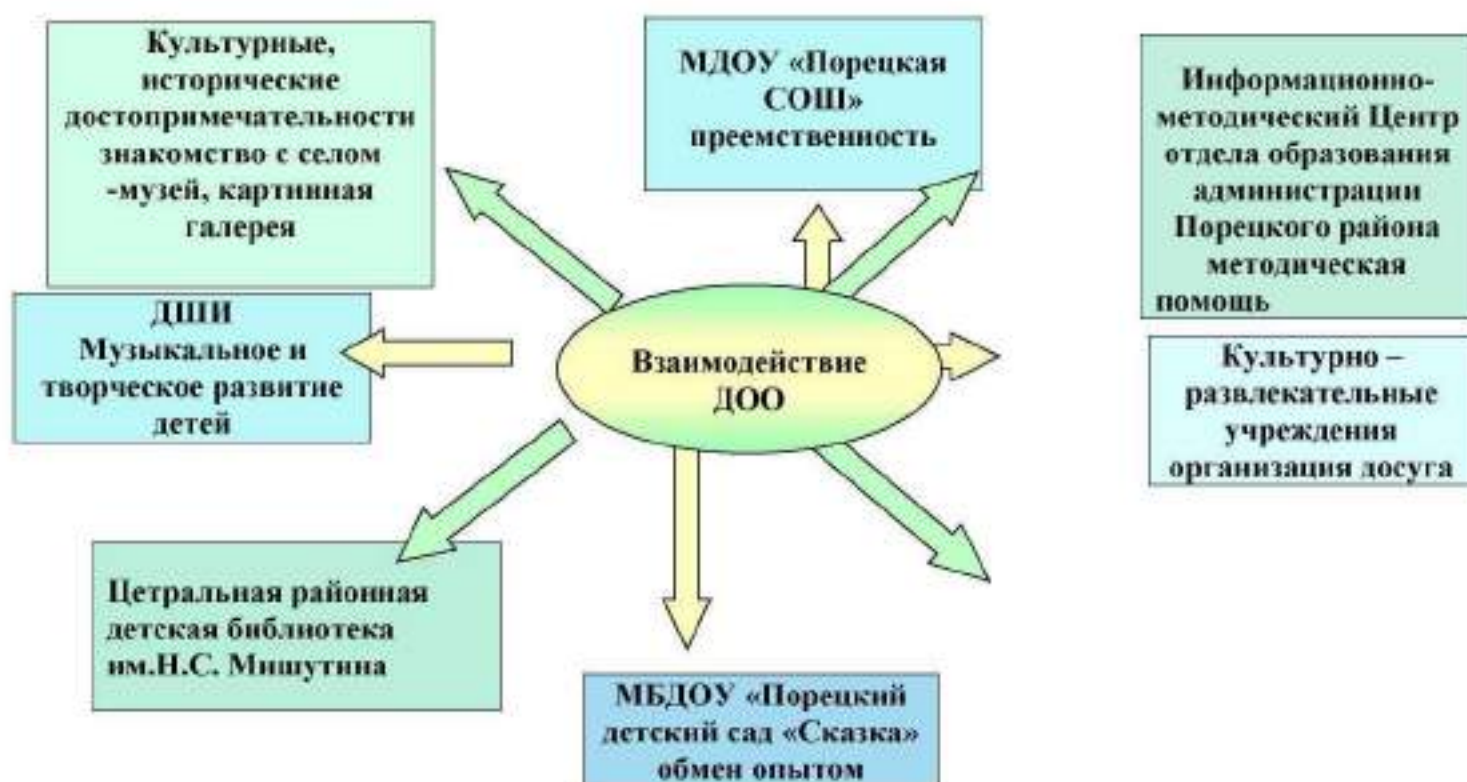 Культурные,
исторические
достопримечательности
знакомство с селом
-музей, картинная
галерея
МДОУ «Порецкая
СОШ»
преемственность
Информационно-
методический Центр
отдела образования
администрации
Порецкого района
методическая
помощь
ДШИ
Музыкальное и
творческое развитие
детей
Взаимодействие
ДОО
Культурно –
развлекательные
учреждения
организация досуга
Цетральная районная
детская библиотека
им.Н.С. Мишутина
МБДОУ «Порецкий
детский сад «Сказка»
обмен опытом